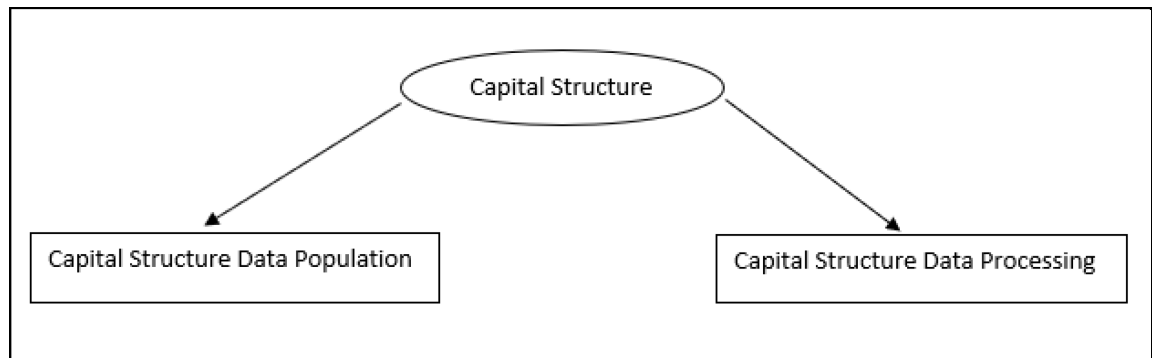 Capital Structure
Capital Structure Data Population
Capital Structure Data Processing